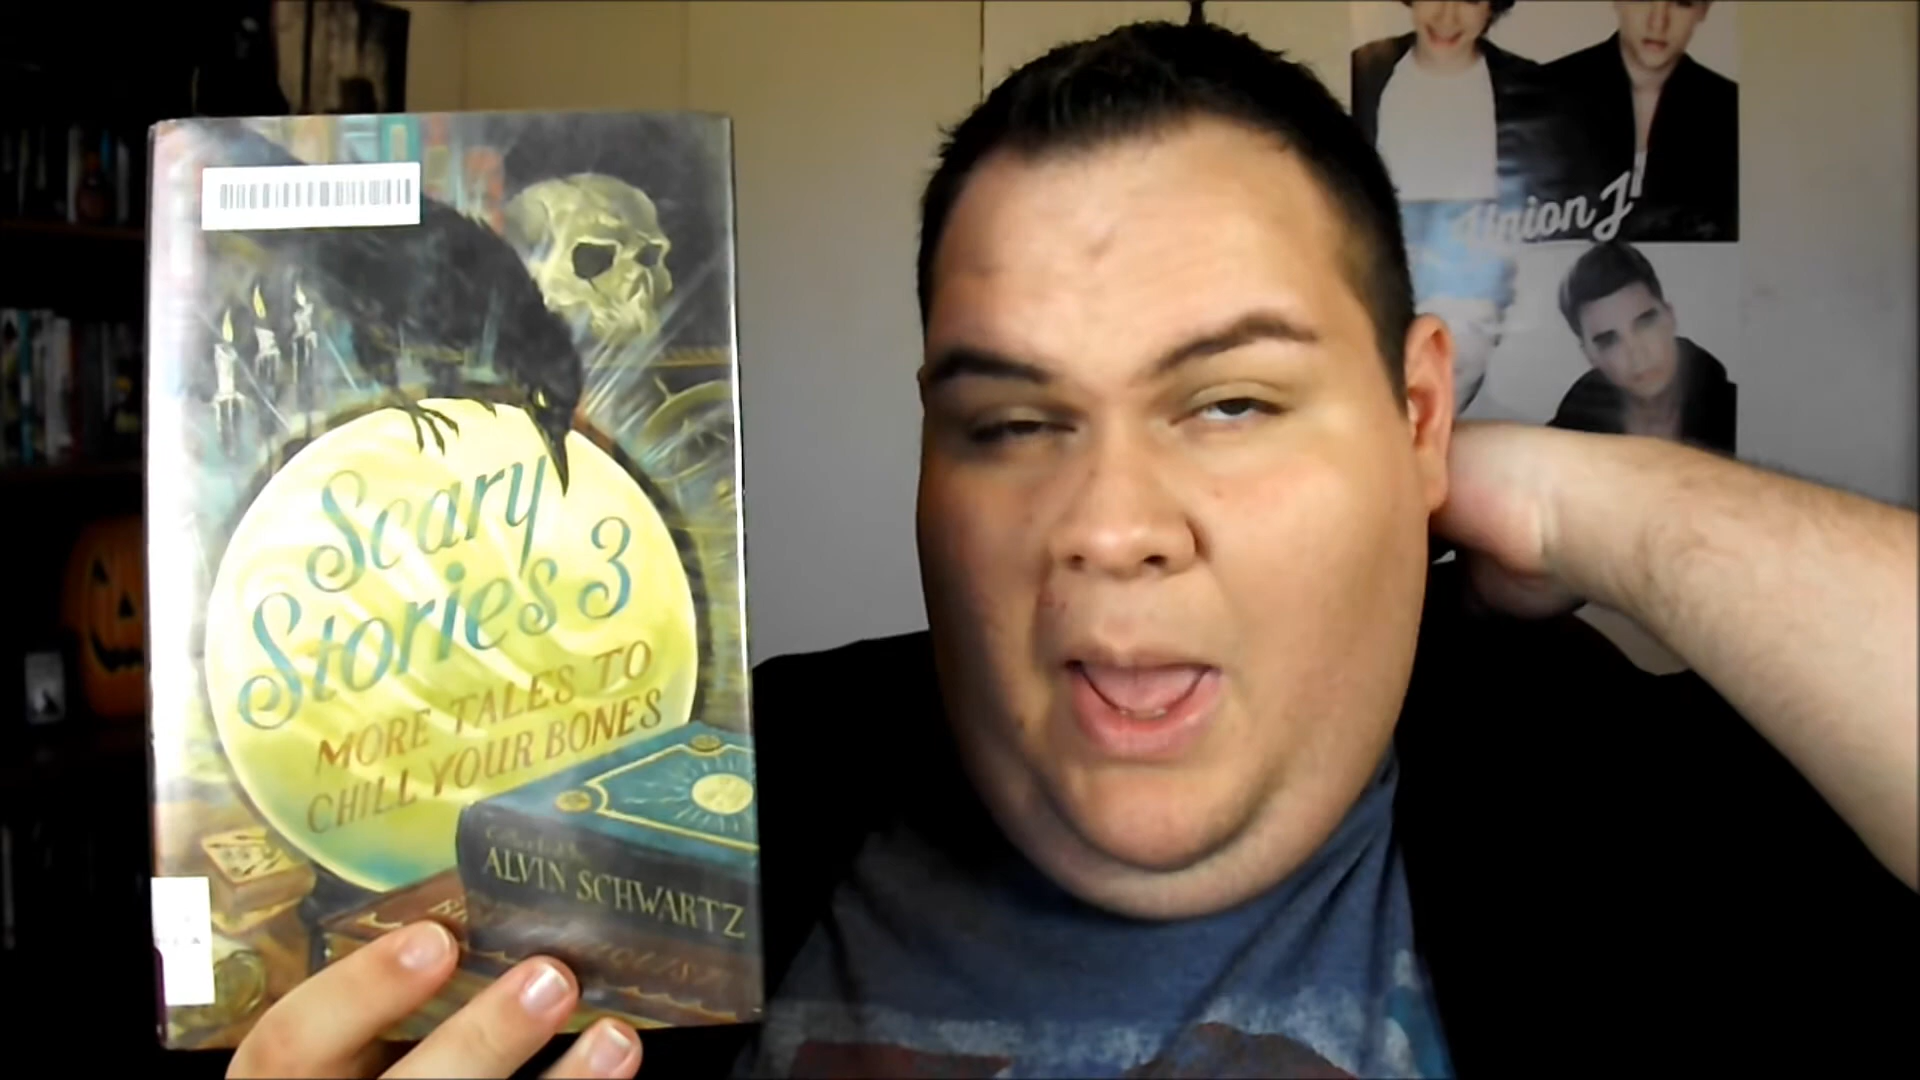 Scary
Stories 3
MORE TALES TO
CHILL YOUR BONES
ALVIN SCHWARTZ
Union J